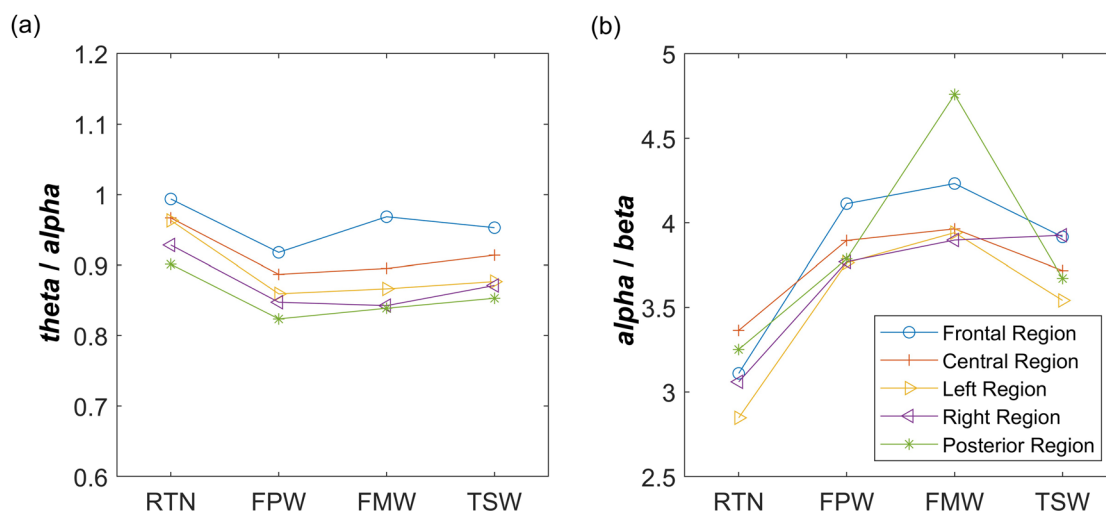 (a)
1.2
1.1
1
0.9
0.8
0.7
0.6
theta / alpha
RTN FPW FMW TSW
(b)
5
4.5
4
3.5
3
2.5
alpha / beta
Frontal Region
Central Region
Left Region
Right Region
Posterior Region
RTN FPW FMW TSW